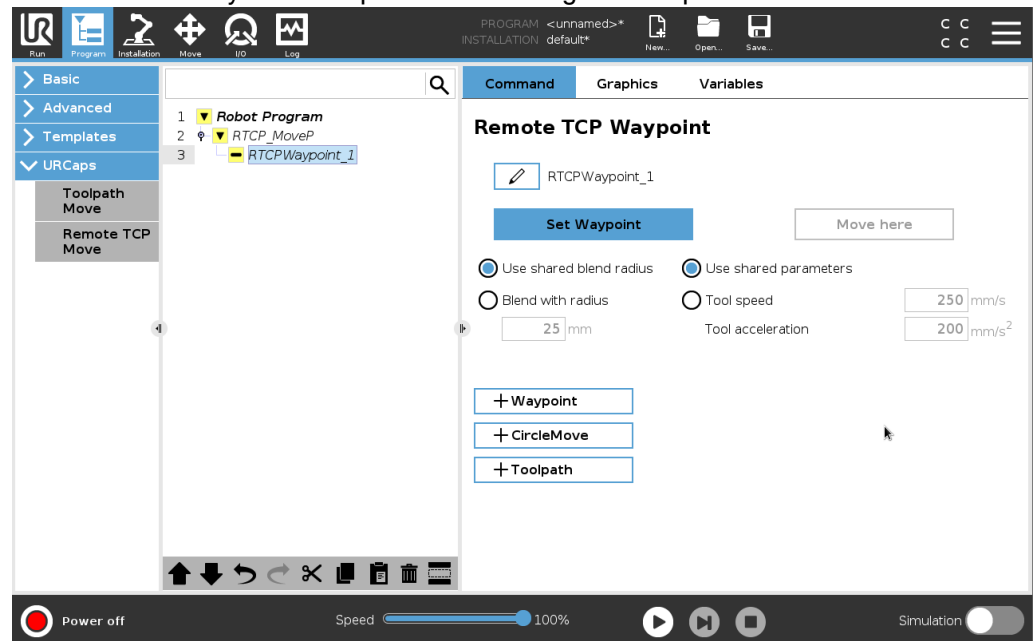 PROGRAM <unnamed>*
INSTALLATION default*
UR
Run
Program
Installation
Move
I/O
Log
New...
Open...
Save...
C C
C C
Basic
Advanced
Templates
URCaps
Toolpath
Move
Remote TCP
Move
1 Robot Program
2 RTCP_MoveP
3 RTCPWaypoint_1
Command
Graphics
Variables
Remote TCP Waypoint
RTCPWaypoint_1
Set Waypoint
Move here
Use shared blend radius
Use shared parameters
Blend with radius
Tool speed
250 mm/s
25 mm
Tool acceleration
200 mm/s²
+Waypoint
+CircleMove
+Toolpath
Power off
Speed
100%
Simulation